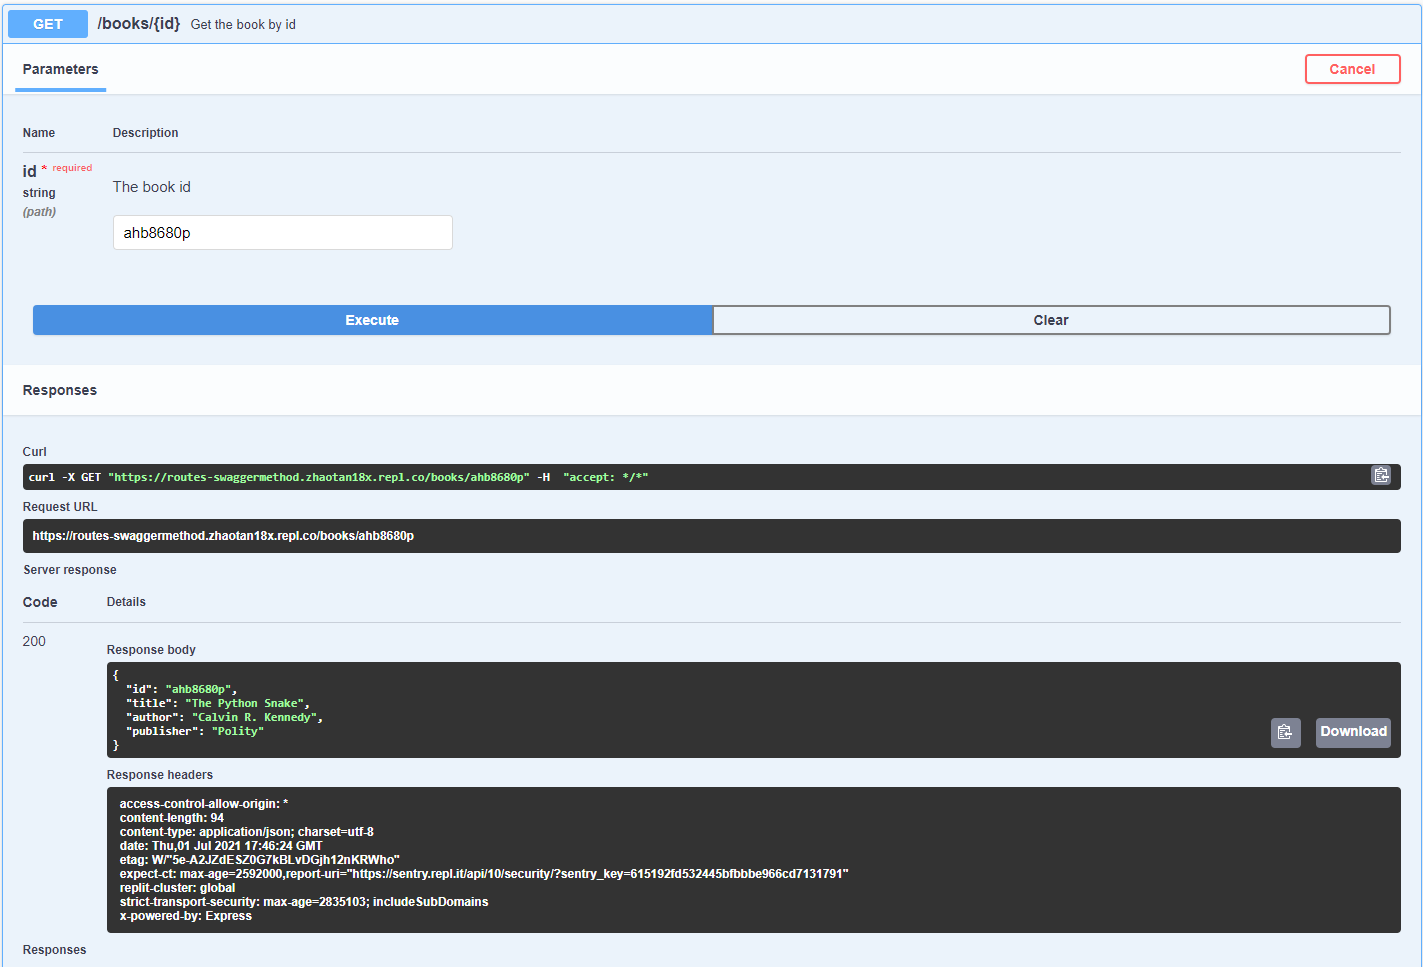 GET /books/{id} Get the book by id
Parameters
Cancel
Name Description
id * required
string
(path)
The book id
ahb8680p
Execute Clear
Responses
Curl
curl -X GET "https://routes-swaggermethod.zhaotan18x.repl.co/books/ahb8680p" -H  "accept: */*"
Request URL
https://routes-swaggermethod.zhaotan18x.repl.co/books/ahb8680p
Server response
Code Details
200
Response body
{
  "id": "ahb8680p",
  "title": "The Python Snake",
  "author": "Calvin R. Kennedy",
  "publisher": "Polity"
}
Download
Response headers
access-control-allow-origin: *
content-length: 94
content-type: application/json; charset=utf-8
date: Thu,01 Jul 2021 17:46:24 GMT
etag: W/"5e-A2JZdESZ0G7kBLvDGjh12nKRWho"
expect-ct: max-age=2592000,report-uri="https://sentry.repl.it/api/10/security/?sentry_key=615192fd532445bfbbbe966cd7131791"
replit-cluster: global
strict-transport-security: max-age=2835103; includeSubDomains
x-powered-by: Express
Responses